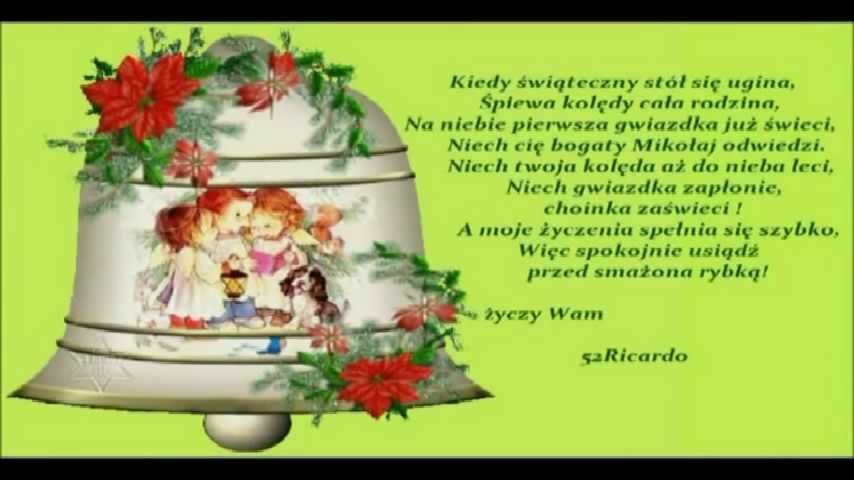 Kiedy świąteczny stół się ugina,
Śpiewa kolędy cała rodzina,
Na niebie pierwsza gwiazdka już świeci,
Niech cię bogaty Mikołaj odwiedzi.
Niech twoja kolęda aż do nieba leci,
Niech gwiazdka zapłonie,
choinka zaświeci !
A moje życzenia spełnia się szybko,
Więc spokojnie usiądź
przed smażona rybką!
życzy Wam
52Ricardo